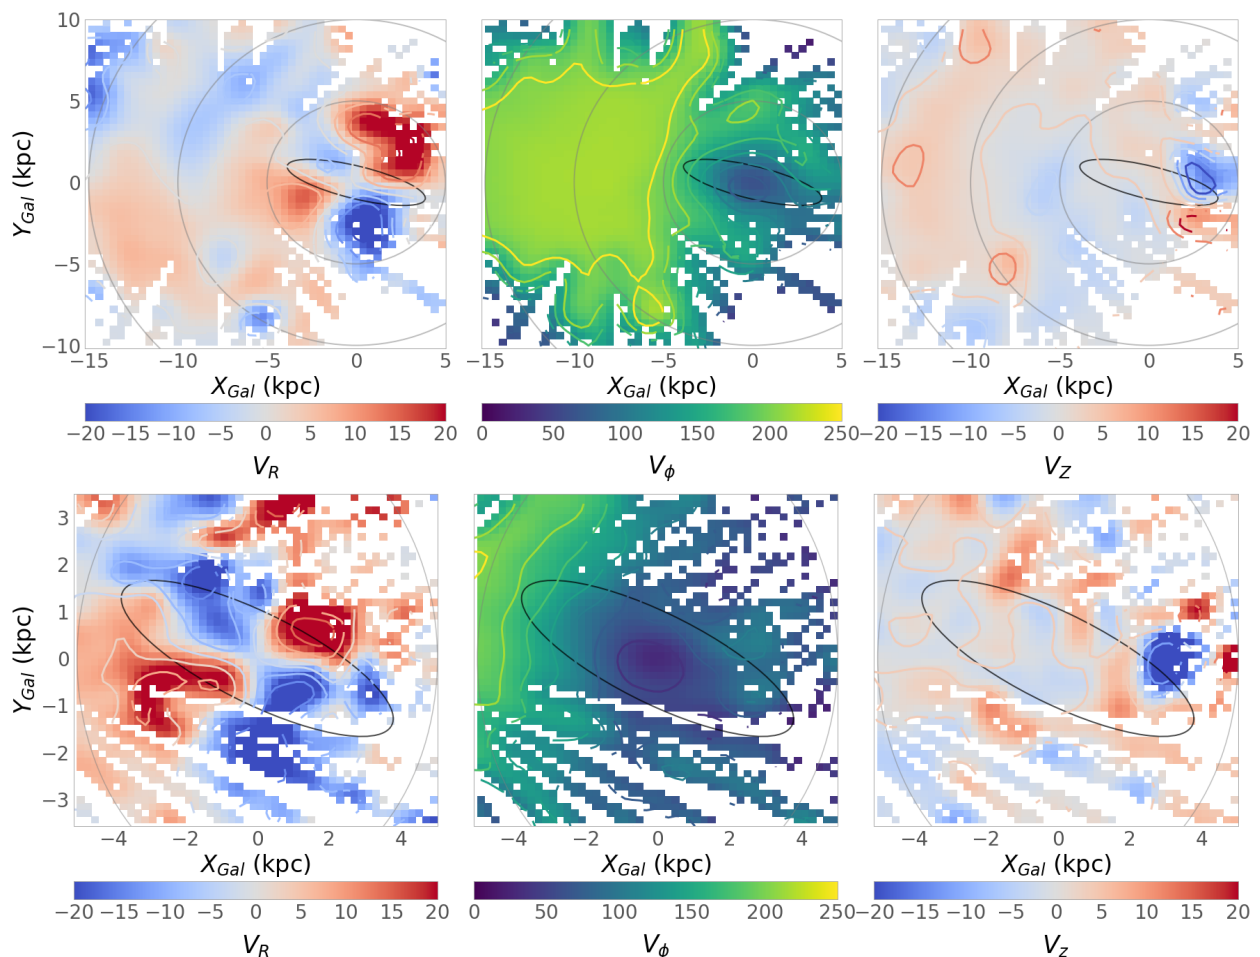 10
5
0
−5
−10
Y_Gal (kpc)
−15 −10 −5 0 5
−15 −10 −5 0 5
−15 −10 −5 0 5
X_Gal (kpc)
X_Gal (kpc)
X_Gal (kpc)
−20 −15 −10 −5 0 5 10 15 20
0 50 100 150 200 250
−20 −15 −10 −5 0 5 10 15 20
V_R
V_ϕ
V_Z
3
2
1
0
−1
−2
−3
Y_Gal (kpc)
−4 −2 0 2 4
−4 −2 0 2 4
−4 −2 0 2 4
X_Gal (kpc)
X_Gal (kpc)
X_Gal (kpc)
−20 −15 −10 −5 0 5 10 15 20
0 50 100 150 200 250
−20 −15 −10 −5 0 5 10 15 20
V_R
V_ϕ
V_z